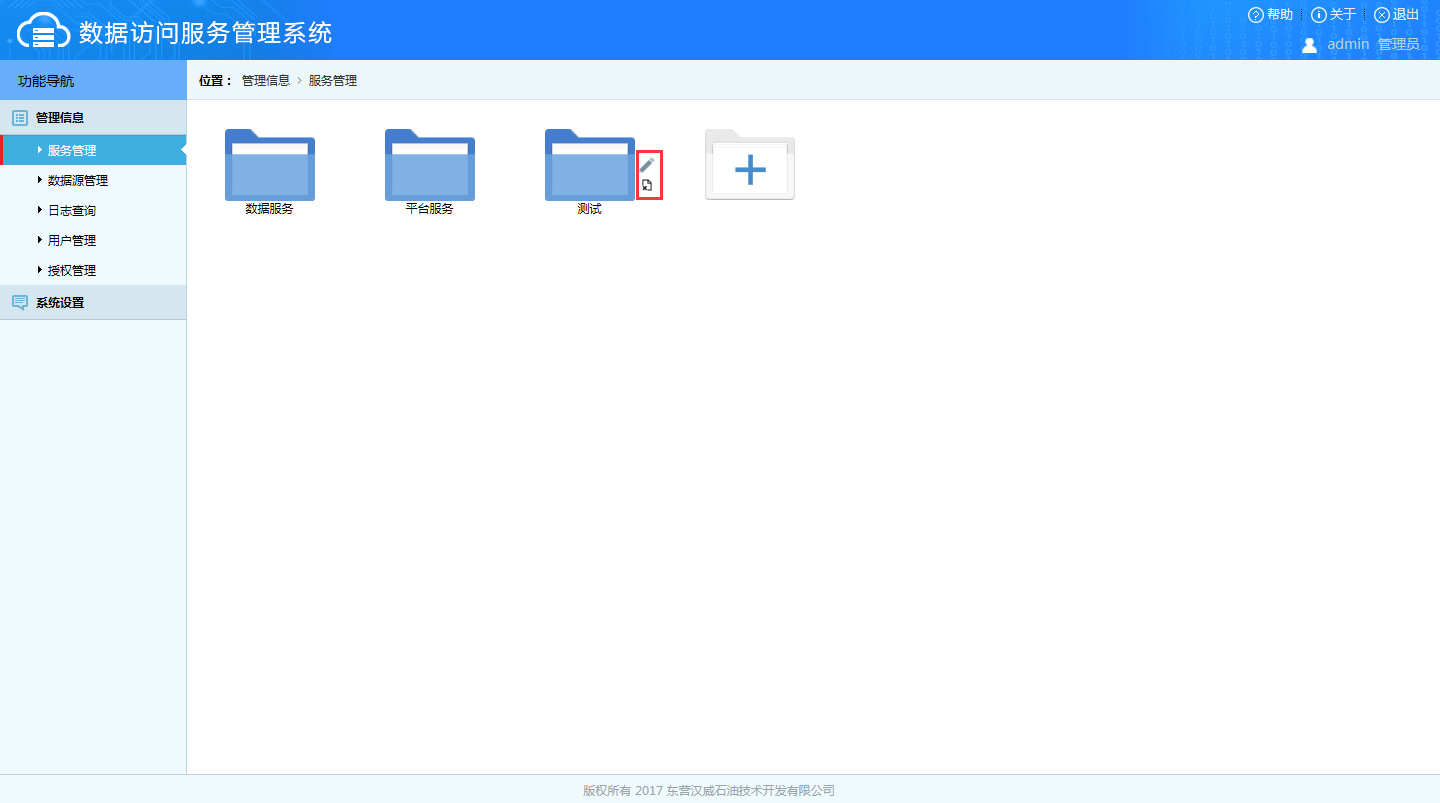 数据访问服务管理系统
帮助 关于 退出
admin 管理员
功能导航
位置： 管理信息 > 服务管理
管理信息
服务管理
数据源管理
日志查询
用户管理
授权管理
系统设置
数据服务 平台服务 测试
版权所有 2017 东营汉威石油技术开发有限公司